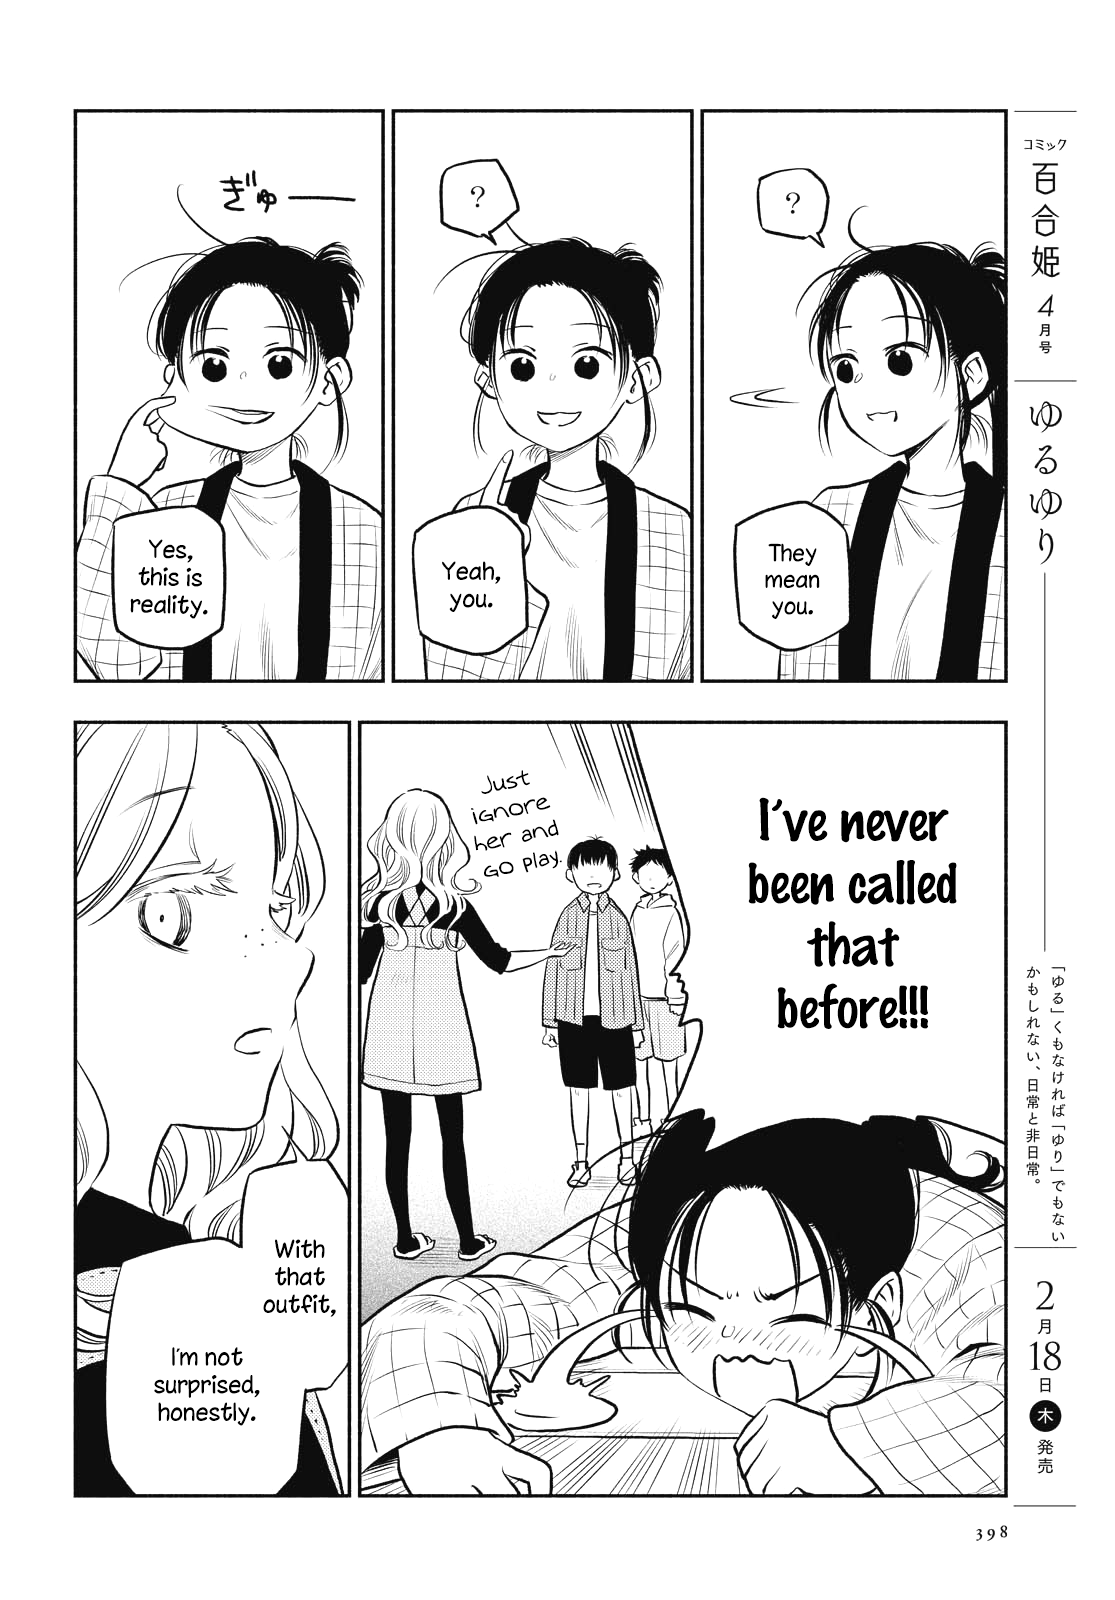 ?
They
mean
you.
?
Yeah,
you.
ぎゅー
Yes,
this is
reality.
I've never
been called
that
before!!!
Just
ignore
her and
go play.
With
that
outfit,
I'm not
surprised,
honestly.
コミック
百合姫
4月号
ゆるゆり
「ゆる」くもなければ「ゆり」でもない
かもしれない、日常と非日常。
2月18日木発売
398